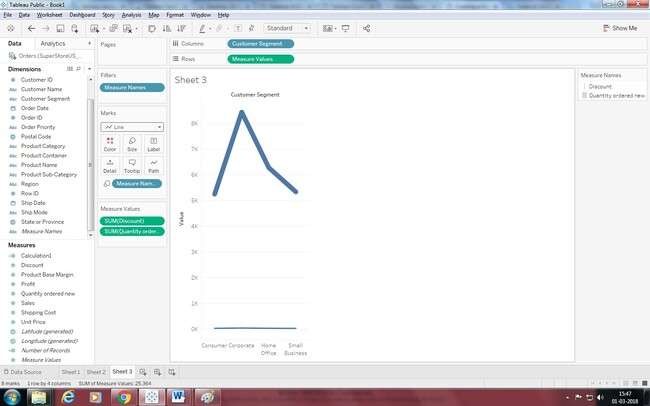 Tableau Public - Book1
File Data Worksheet Dashboard Story Analysis Map Format Window Help
Standard
Show Me
Data Analytics
Orders (SuperStoreUS_...
Dimensions
Customer ID
Customer Name
Customer Segment
Order Date
Order ID
Order Priority
Postal Code
Product Category
Product Container
Product Name
Product Sub-Category
Region
Row ID
Ship Date
Ship Mode
State or Province
Measure Names
Measures
Calculation1
Discount
Product Base Margin
Profit
Quantity ordered new
Sales
Shipping Cost
Unit Price
Latitude (generated)
Longitude (generated)
Number of Records
Measure Values
Pages
Filters
Measure Names
Marks
Line
Color Size Label
Detail Tooltip Path
Measure Nam..
Measure Values
SUM(Discount)
SUM(Quantity order..
Columns Customer Segment
Rows Measure Values
Sheet 3
Customer Segment
8K
7K
6K
5K
4K
3K
2K
1K
0K
Value
Consumer Corporate Home Office Small Business
Measure Names
Discount
Quantity ordered new
Data Source Sheet 1 Sheet 2 Sheet 3
8 marks 1 row by 4 columns SUM of Measure Values: 25,364
15:47
01-03-2018